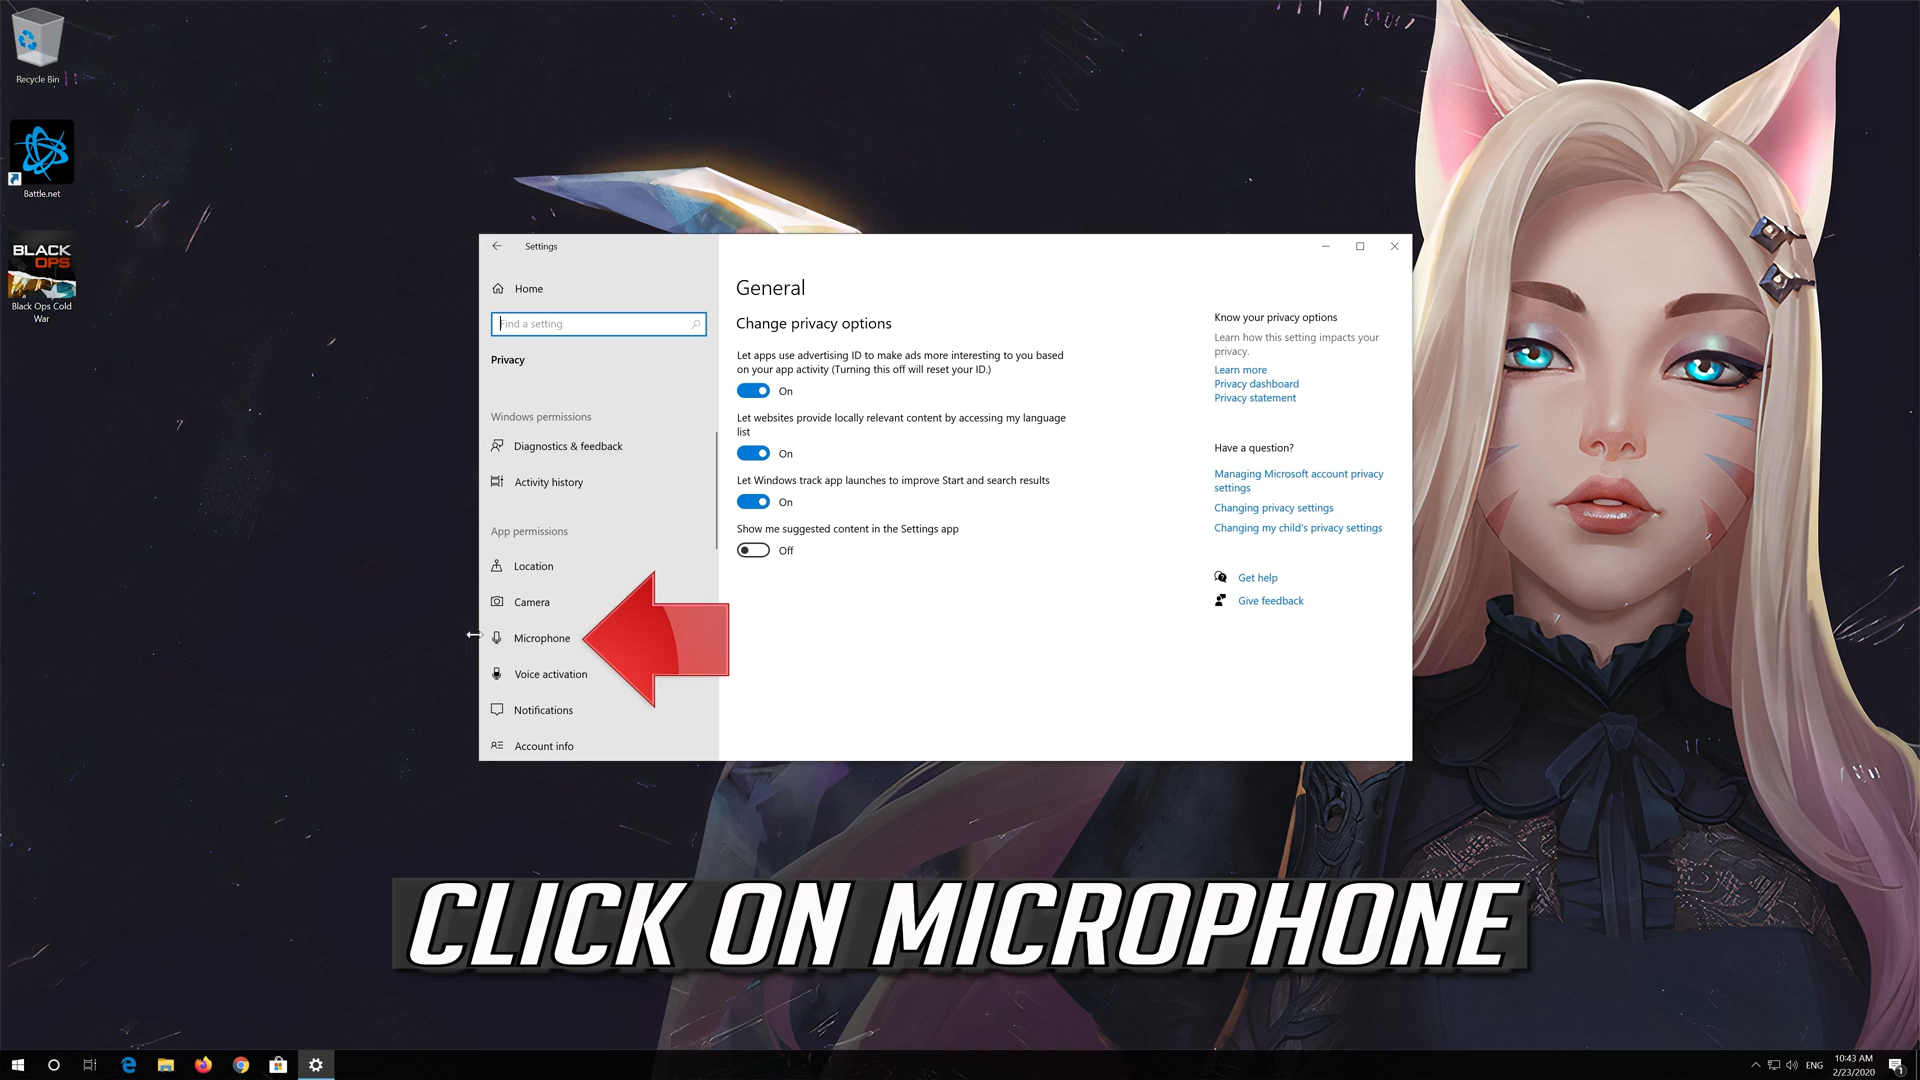 Recycle Bin
Battle.net
BLACK
OPS
Black Ops Cold
War
Settings
Home
Find a setting
Privacy
Windows permissions
Diagnostics & feedback
Activity history
App permissions
Location
Camera
Microphone
Voice activation
Notifications
Account info
General
Change privacy options
Let apps use advertising ID to make ads more interesting to you based
on your app activity (Turning this off will reset your ID.)
On
Let websites provide locally relevant content by accessing my language
list
On
Let Windows track app launches to improve Start and search results
On
Show me suggested content in the Settings app
Off
Know your privacy options
Learn how this setting impacts your
privacy.
Learn more
Privacy dashboard
Privacy statement
Have a question?
Managing Microsoft account privacy
settings
Changing privacy settings
Changing my child's privacy settings
Get help
Give feedback
CLICK ON MICROPHONE
ENG
10:43 AM
2/23/2020
1